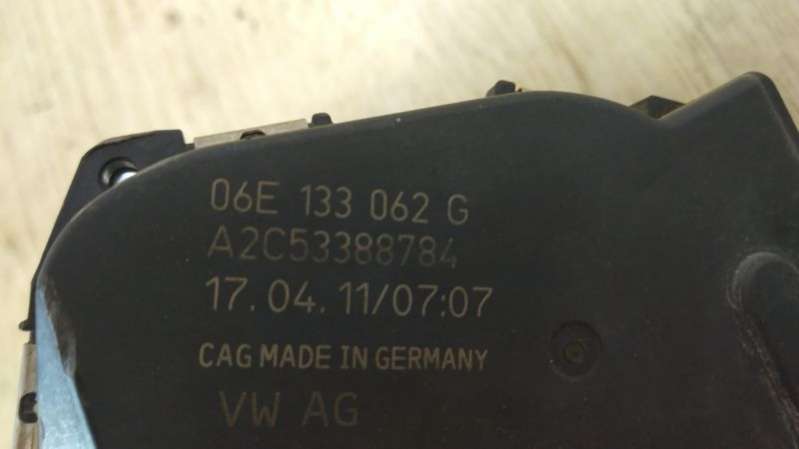 06E 133 062 G
A2C53388784
17.04.11/07:07
CAG MADE IN GERMANY
VW AG